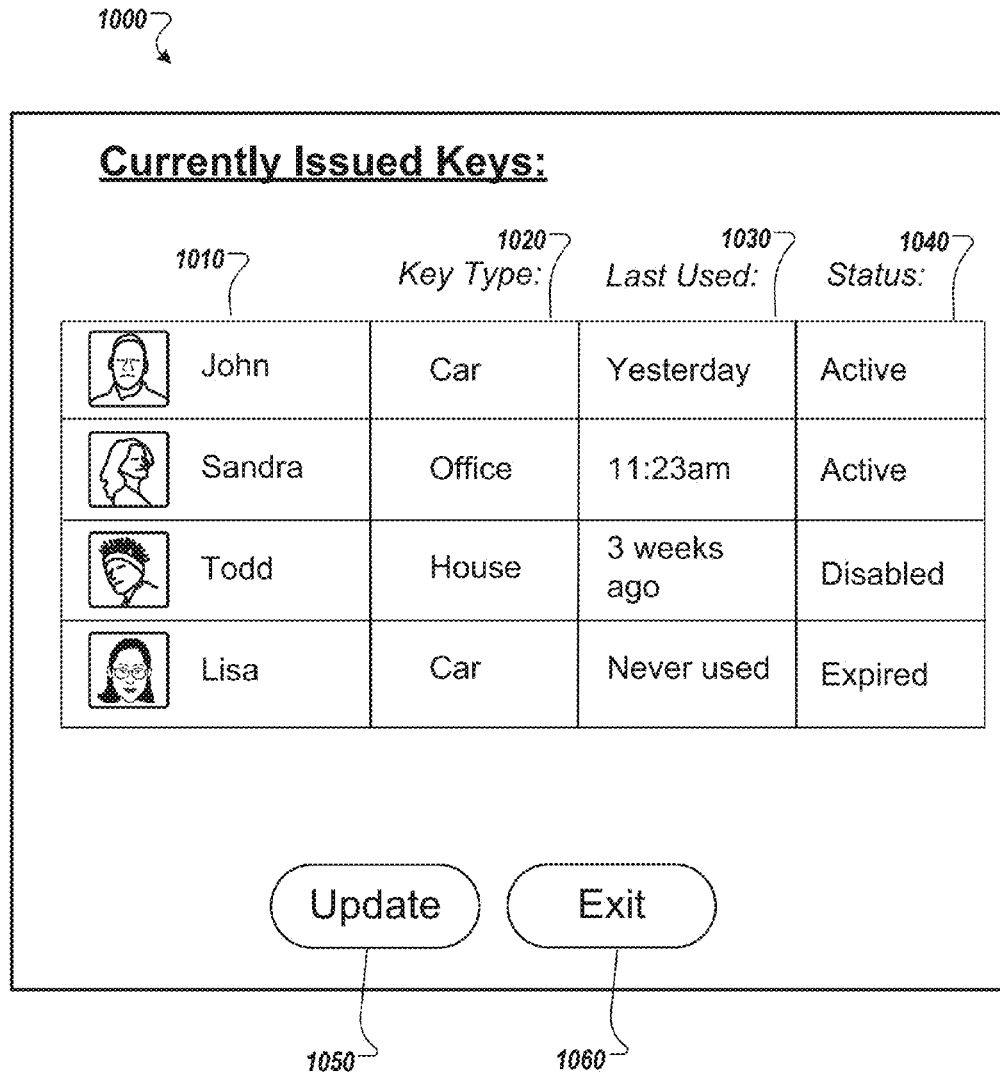 1000
Currently Issued Keys:
1010
1020
1030
1040
Key Type:
Last Used:
Status:
John
Car
Yesterday
Active
Sandra
Office
11:23am
Active
Todd
House
3 weeks
ago
Disabled
Lisa
Car
Never used
Expired
Update
Exit
1050
1060